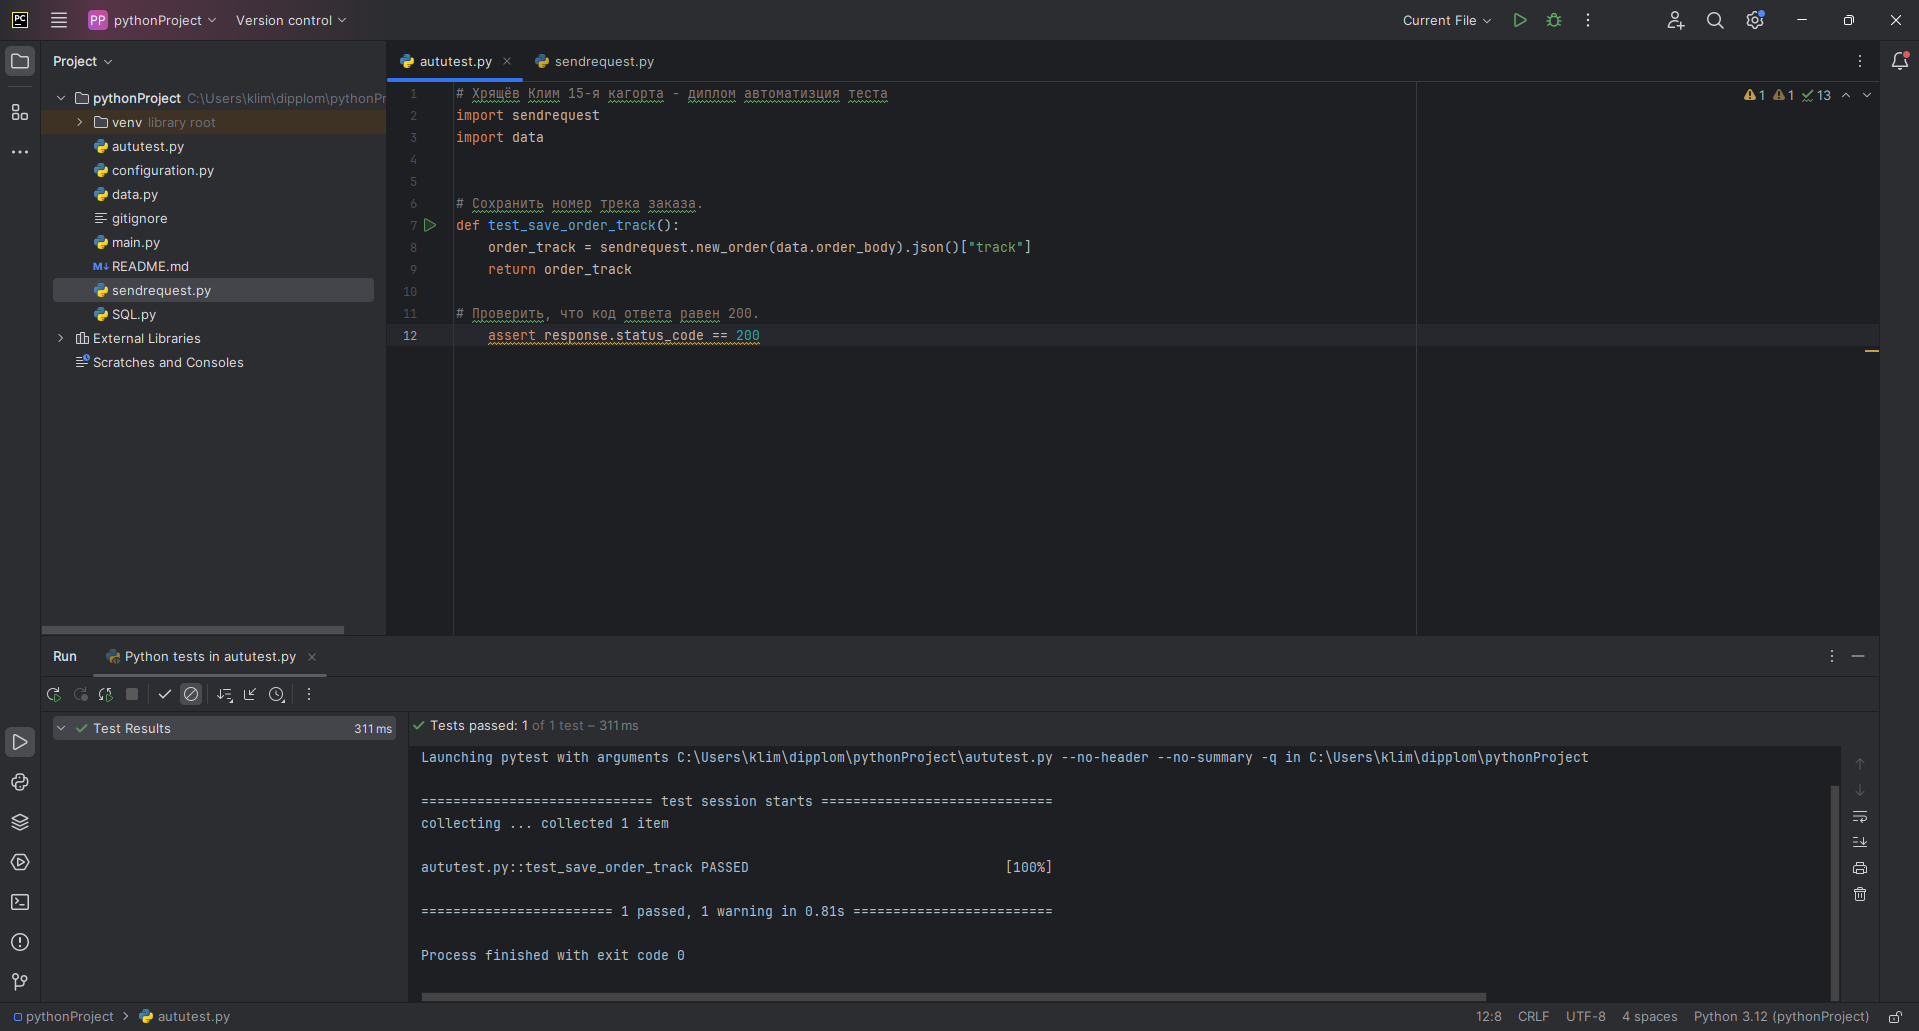 PC PP pythonProject Version control Current File
Project
aututest.py sendrequest.py
pythonProject C:\Users\klim\dipplom\pythonPr
venv library root
aututest.py
configuration.py
data.py
gitignore
main.py
M↓ README.md
sendrequest.py
SQL.py
External Libraries
Scratches and Consoles
1 # Хрящёв Клим 15-я кагорта - диплом автоматизция теста
2 import sendrequest
3 import data
4
5
6 # Сохранить номер трека заказа.
7 def test_save_order_track():
8 order_track = sendrequest.new_order(data.order_body).json()["track"]
9 return order_track
10
11 # Проверить, что код ответа равен 200.
12 assert response.status_code == 200
1 1 13
Run Python tests in aututest.py
Test Results 311 ms
Tests passed: 1 of 1 test – 311 ms
Launching pytest with arguments C:\Users\klim\dipplom\pythonProject\aututest.py --no-header --no-summary -q in C:\Users\klim\dipplom\pythonProject
============================= test session starts =============================
collecting ... collected 1 item
aututest.py::test_save_order_track PASSED [100%]
======================== 1 passed, 1 warning in 0.81s =========================
Process finished with exit code 0
pythonProject > aututest.py 12:8 CRLF UTF-8 4 spaces Python 3.12 (pythonProject)